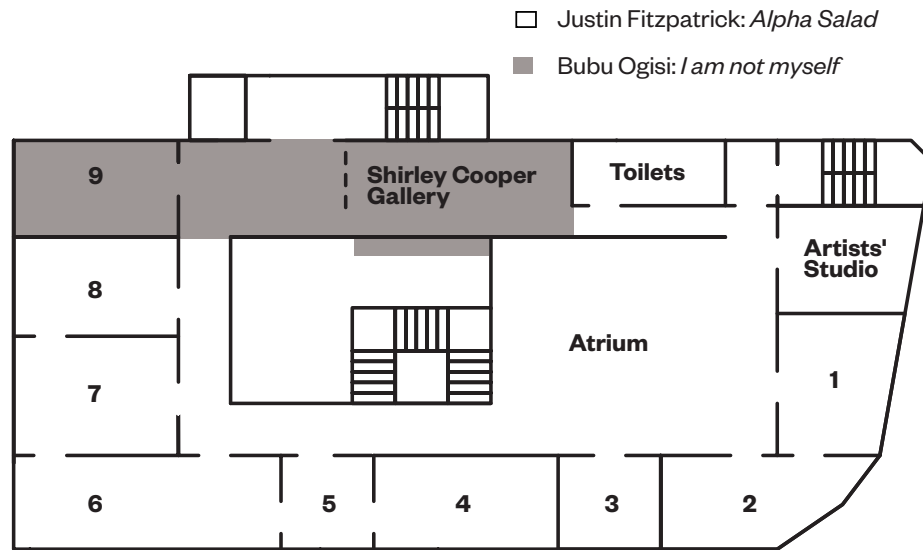 Justin Fitzpatrick: Alpha Salad
Bubu Ogisi: I am not myself
9
Shirley Cooper
Gallery
Toilets
Artists'
Studio
8
Atrium
1
7
6
5
4
3
2